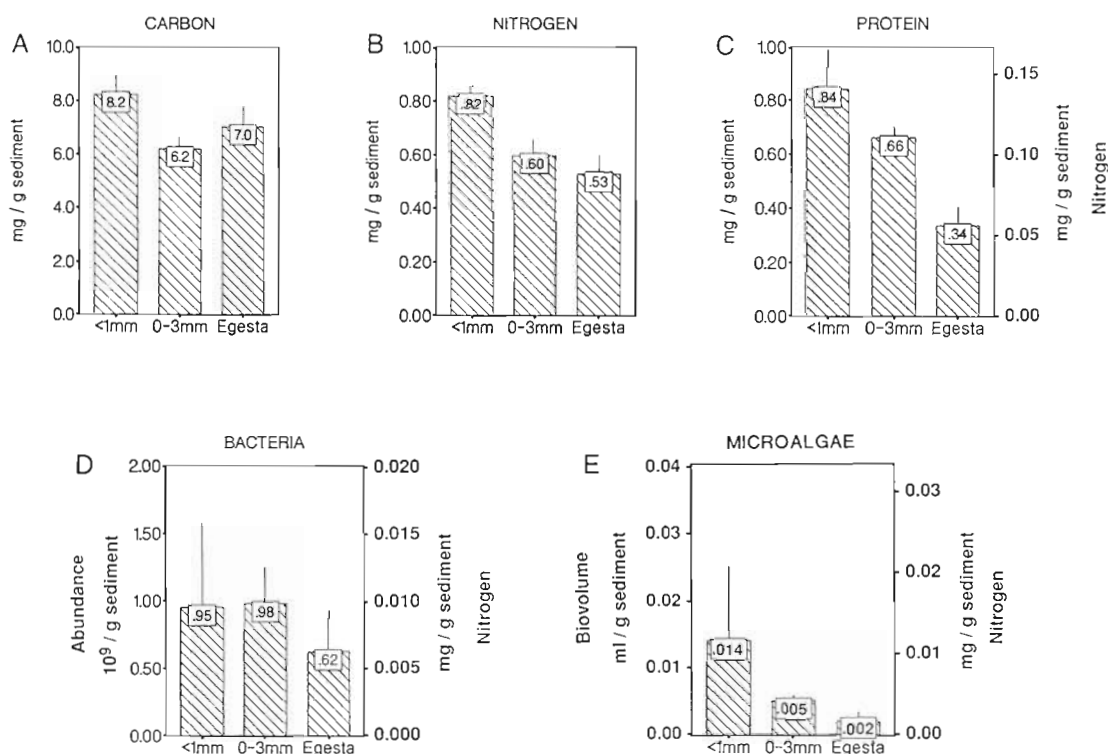 A
CARBON
mg / g sediment
10.0
8.0
6.0
4.0
2.0
0.0
8.2
6.2
7.0
<1mm 0-3mm Egesta
B
NITROGEN
mg / g sediment
1.00
0.80
0.60
0.40
0.20
0.00
.82
.60
.53
<1mm 0-3mm Egesta
C
PROTEIN
mg / g sediment
1.00
0.80
0.60
0.40
0.20
0.00
.84
.66
.34
0.15
0.10
0.05
0.00
mg / g sediment
Nitrogen
<1mm 0-3mm Egesta
D
BACTERIA
Abundance
10⁹ / g sediment
2.00
1.50
1.00
0.50
0.00
.95
.98
.62
0.020
0.015
0.010
0.005
0.000
mg / g sediment
Nitrogen
<1mm 0-3mm Egesta
E
MICROALGAE
Biovolume
ml / g sediment
0.04
0.03
0.02
0.01
0.00
.014
.005
.002
0.03
0.02
0.01
0.00
mg / g sediment
Nitrogen
<1mm 0-3mm Egesta